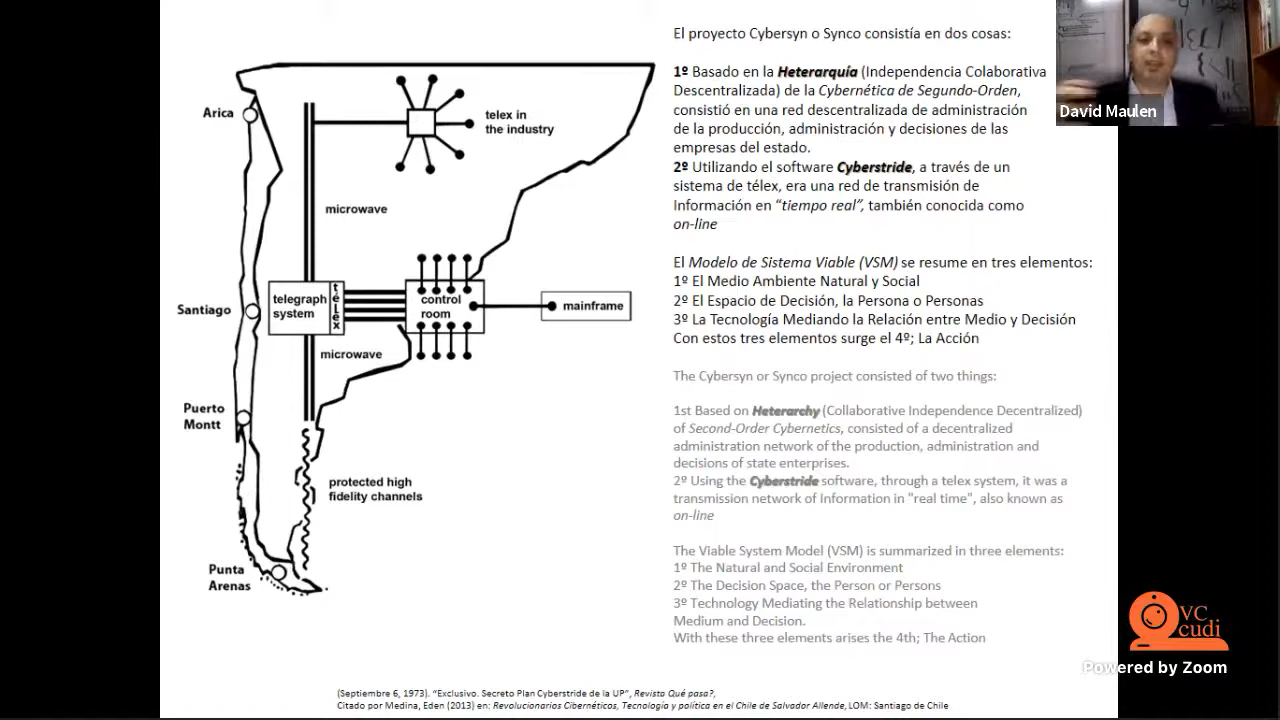 Arica
telex in
the industry
microwave
telegraph
system
télex
control
room
mainframe
Santiago
microwave
Puerto
Montt
protected high
fidelity channels
Punta
Arenas
El proyecto Cybersyn o Synco consistía en dos cosas:
1º Basado en la Heterarquía (Independencia Colaborativa
Descentralizada) de la Cybernética de Segundo-Orden,
consistió en una red descentralizada de administración
de la producción, administración y decisiones de las
empresas del estado.
2º Utilizando el software Cyberstride, a través de un
sistema de télex, era una red de transmisión de
Información en “tiempo real”, también conocida como
on-line
El Modelo de Sistema Viable (VSM) se resume en tres elementos:
1º El Medio Ambiente Natural y Social
2º El Espacio de Decisión, la Persona o Personas
3º La Tecnología Mediando la Relación entre Medio y Decisión
Con estos tres elementos surge el 4º; La Acción
The Cybersyn or Synco project consisted of two things:
1st Based on Heterarchy (Collaborative Independence Decentralized)
of Second-Order Cybernetics, consisted of a decentralized
administration network of the production, administration and
decisions of state enterprises.
2º Using the Cyberstride software, through a telex system, it was a
transmission network of Information in "real time", also known as
on-line
The Viable System Model (VSM) is summarized in three elements:
1º The Natural and Social Environment
2º The Decision Space, the Person or Persons
3º Technology Mediating the Relationship between
Medium and Decision.
With these three elements arises the 4th; The Action
(Septiembre 6, 1973). “Exclusivo. Secreto Plan Cyberstride de la UP”, Revista Qué pasa?,
Citado por Medina, Eden (2013) en: Revolucionarios Cibernéticos, Tecnología y política en el Chile de Salvador Allende, LOM: Santiago de Chile
David Maulen
VC
cudi
Powered by Zoom